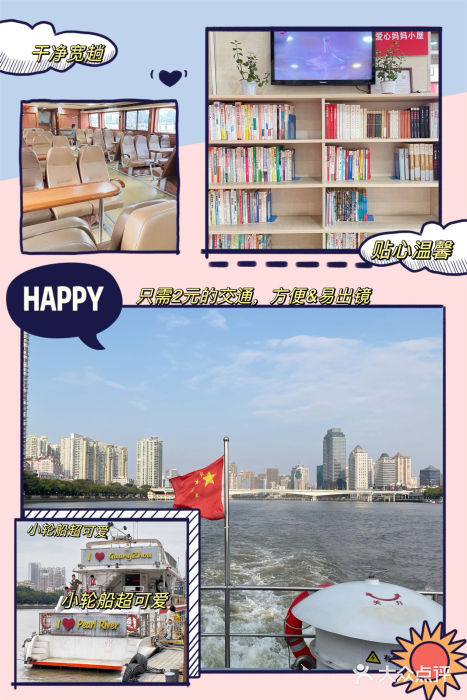 干净宽趟
爱心妈妈小屋
贴心温馨
HAPPY
只需2元的交通，方便&易出镜
小轮船超可爱
I ❤ GuangZhou
小轮船超可爱
I ❤ Pearl River
大众点评